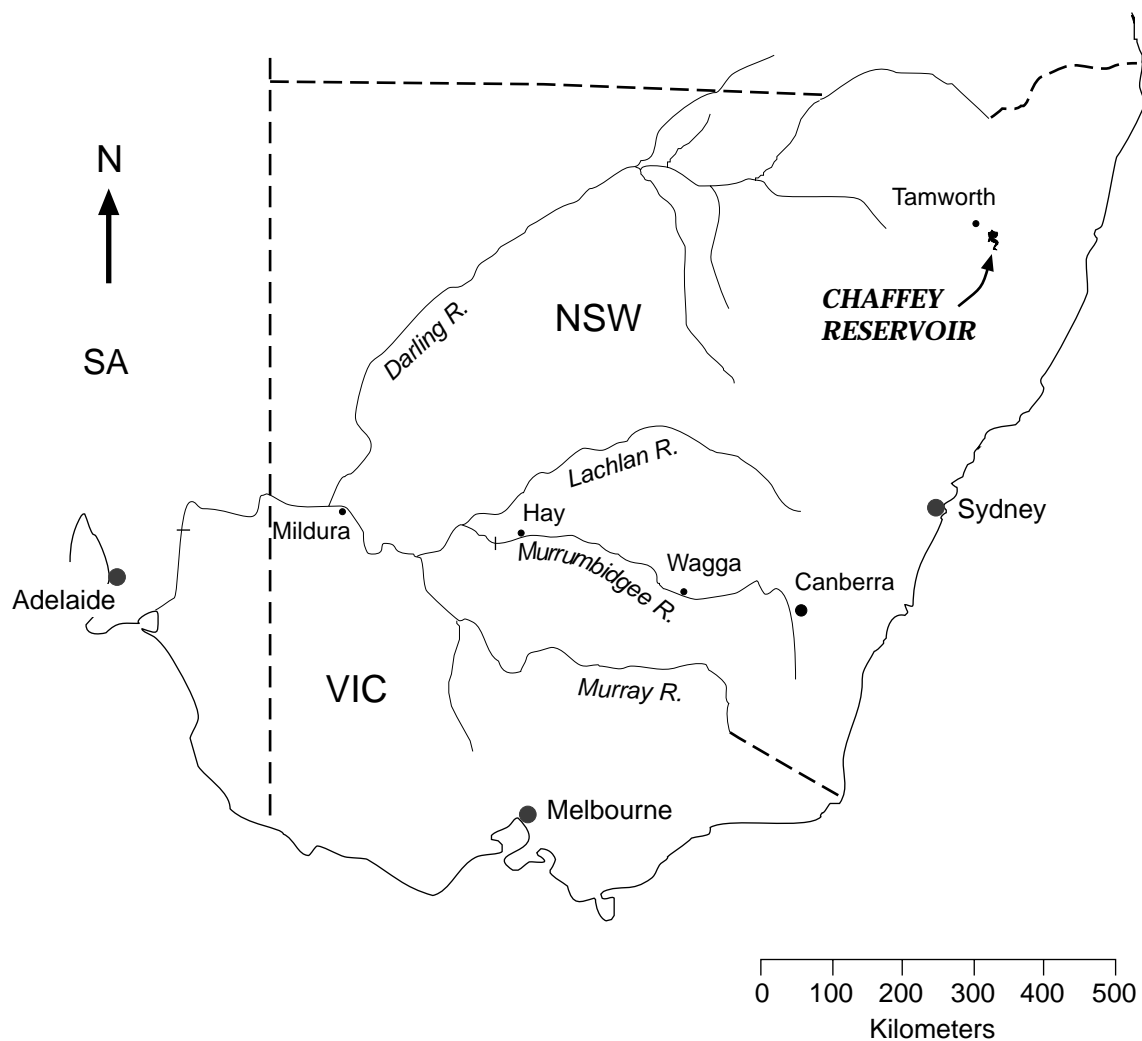 N
Tamworth
CHAFFEY
RESERVOIR
NSW
Darling R.
SA
Lachlan R.
Hay
Mildura
Sydney
Murrumbidgee R.
Wagga
Canberra
Adelaide
VIC
Murray R.
Melbourne
0 100 200 300 400 500
Kilometers